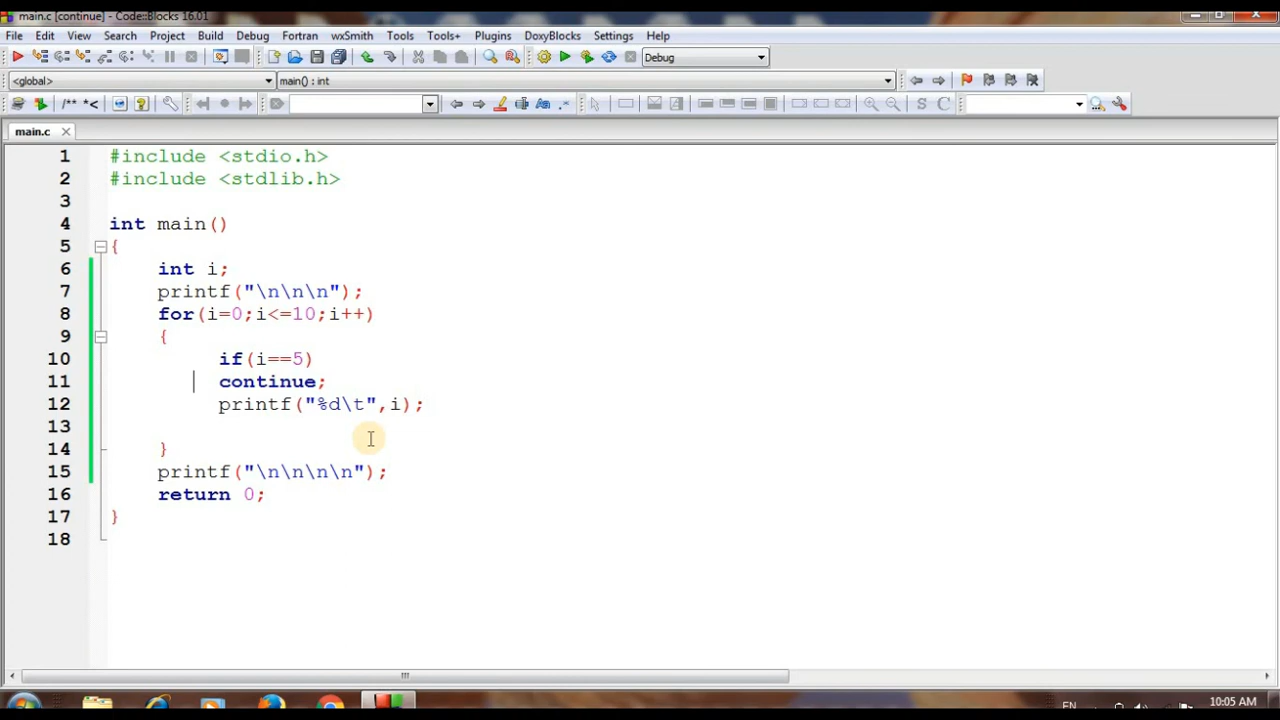 main.c [continue] - Code::Blocks 16.01
File Edit View Search Project Build Debug Fortran wxSmith Tools Tools+ Plugins DoxyBlocks Settings Help
Debug
<global> main() : int
/** *< S C
main.c
1 #include <stdio.h>
2 #include <stdlib.h>
3
4 int main()
5 {
6 int i;
7 printf("\n\n\n");
8 for(i=0;i<=10;i++)
9 {
10 if(i==5)
11 continue;
12 printf("%d\t",i);
13
14 }
15 printf("\n\n\n\n");
16 return 0;
17 }
18
EN 10:05 AM